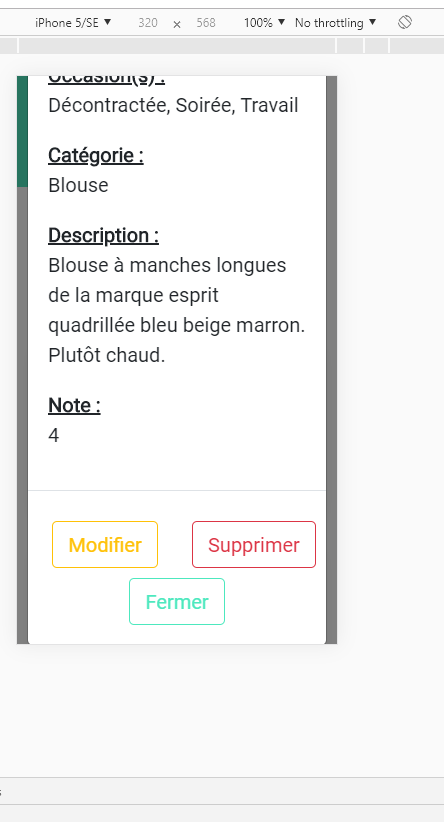 iPhone 5/SE ▼ 320 × 568 100% ▼ No throttling ▼
Occasion(s) :
Décontractée, Soirée, Travail
Catégorie :
Blouse
Description :
Blouse à manches longues
de la marque esprit
quadrillée bleu beige marron.
Plutôt chaud.
Note :
4
Modifier Supprimer
Fermer